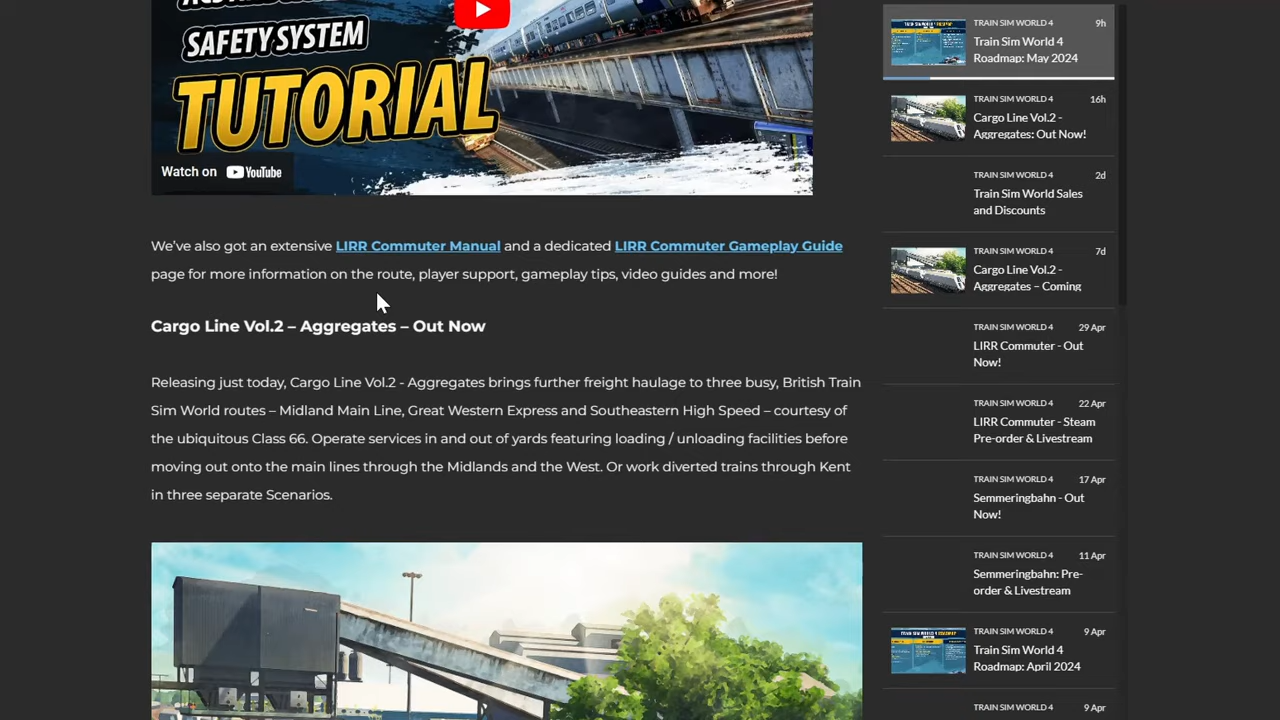 SAFETY SYSTEM
TUTORIAL
Watch on YouTube
We've also got an extensive LIRR Commuter Manual and a dedicated LIRR Commuter Gameplay Guide
page for more information on the route, player support, gameplay tips, video guides and more!
Cargo Line Vol.2 – Aggregates – Out Now
Releasing just today, Cargo Line Vol.2 - Aggregates brings further freight haulage to three busy, British Train
Sim World routes – Midland Main Line, Great Western Express and Southeastern High Speed – courtesy of
the ubiquitous Class 66. Operate services in and out of yards featuring loading / unloading facilities before
moving out onto the main lines through the Midlands and the West. Or work diverted trains through Kent
in three separate Scenarios.
TRAIN SIM WORLD 4 9h
Train Sim World 4
Roadmap: May 2024
TRAIN SIM WORLD 4 16h
Cargo Line Vol.2 -
Aggregates: Out Now!
TRAIN SIM WORLD 4 2d
Train Sim World Sales
and Discounts
TRAIN SIM WORLD 4 7d
Cargo Line Vol.2 -
Aggregates – Coming
TRAIN SIM WORLD 4 29 Apr
LIRR Commuter - Out
Now!
TRAIN SIM WORLD 4 22 Apr
LIRR Commuter - Steam
Pre-order & Livestream
TRAIN SIM WORLD 4 17 Apr
Semmeringbahn - Out
Now!
TRAIN SIM WORLD 4 11 Apr
Semmeringbahn: Pre-
order & Livestream
TRAIN SIM WORLD 4 9 Apr
Train Sim World 4
Roadmap: April 2024
TRAIN SIM WORLD 4 9 Apr